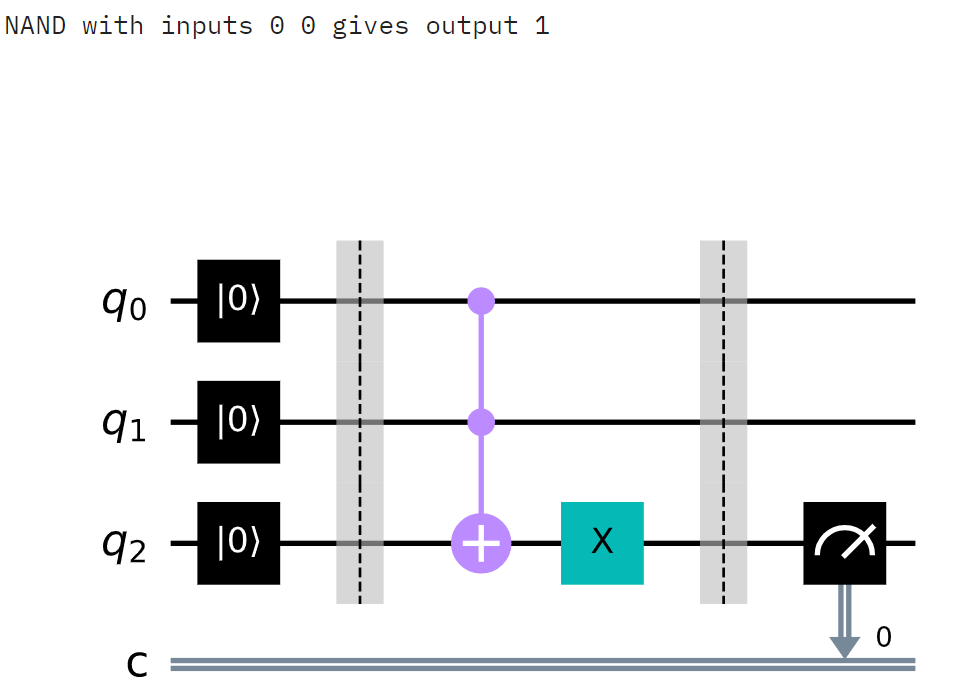 NAND with inputs 0 0 gives output 1
q0 |0⟩
q1 |0⟩
q2 |0⟩ X
0
c